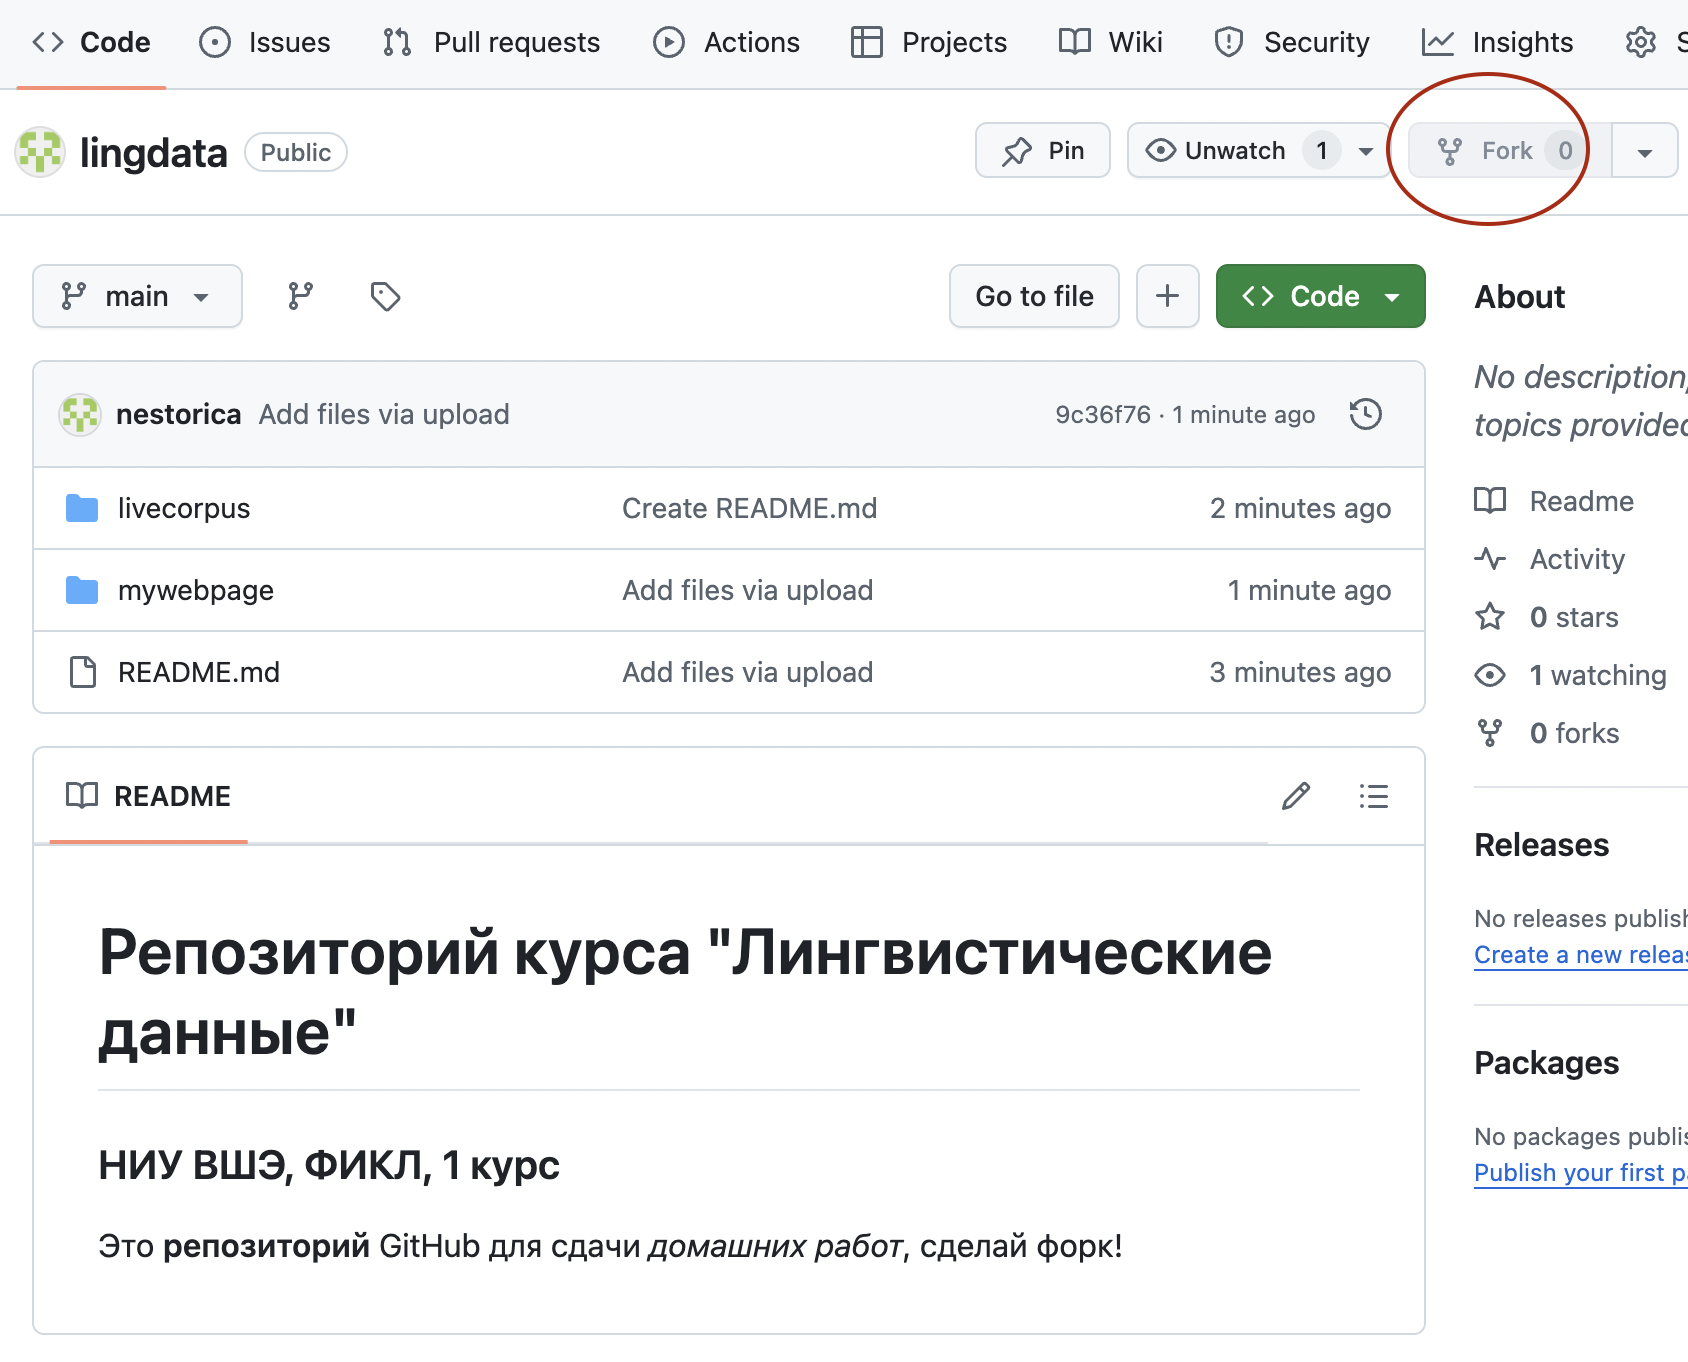 Code Issues Pull requests Actions Projects Wiki Security Insights
lingdata Public Pin Unwatch 1 Fork 0
main Go to file + Code
nestorica Add files via upload 9c36f76 · 1 minute ago
livecorpus Create README.md 2 minutes ago
mywebpage Add files via upload 1 minute ago
README.md Add files via upload 3 minutes ago
README
Репозиторий курса "Лингвистические
данные"
НИУ ВШЭ, ФИКЛ, 1 курс
Это репозиторий GitHub для сдачи домашних работ, сделай форк!
About
No description,
topics provided
Readme
Activity
0 stars
1 watching
0 forks
Releases
No releases
Create a new
Packages
No packages
Publish your first